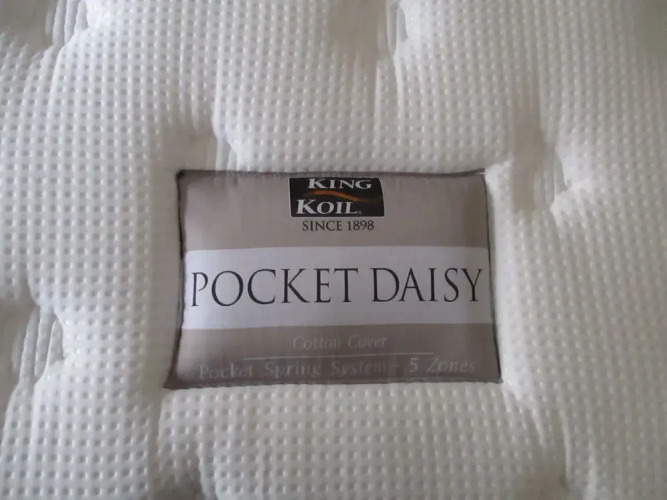 KING
KOIL®
SINCE 1898
POCKET DAISY
Cotton Cover
Pocket Spring System 5 Zones